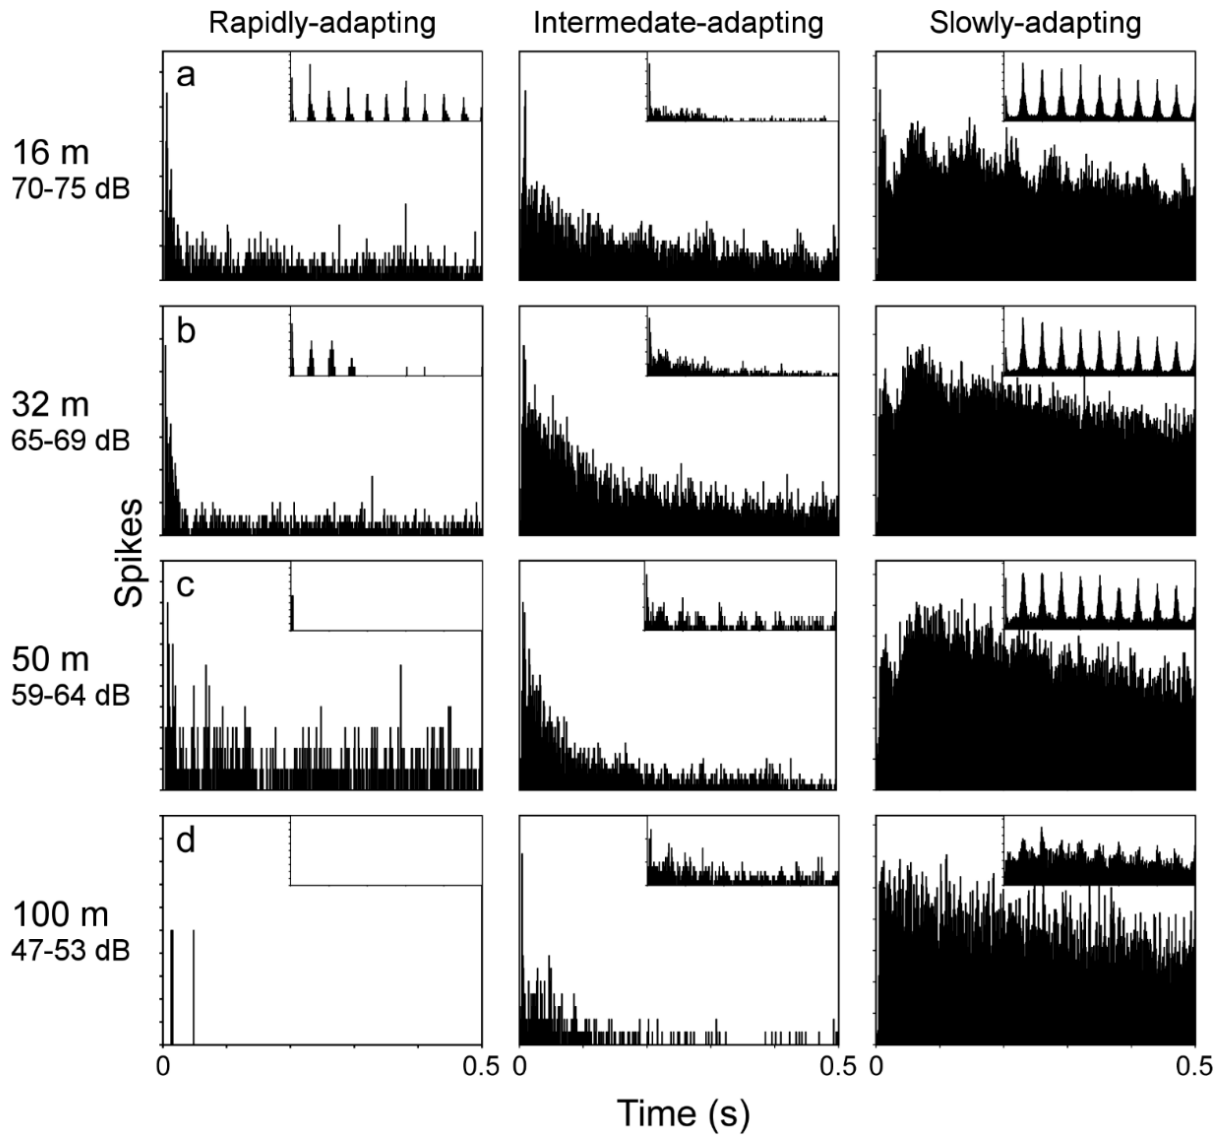 Rapidly-adapting
Intermedate-adapting
Slowly-adapting
a
16 m
70-75 dB
b
32 m
65-69 dB
c
50 m
59-64 dB
d
100 m
47-53 dB
Spikes
0
0.5
0
0.5
0
0.5
Time (s)